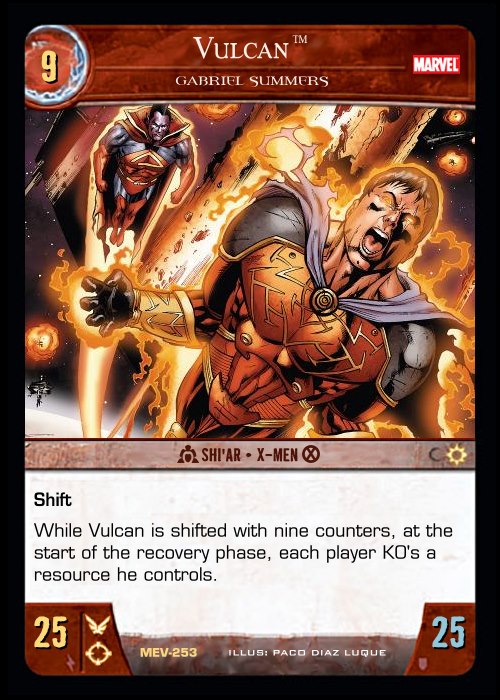 9
VULCAN™
GABRIEL SUMMERS
MARVEL
SHI'AR • X-MEN
C
Shift
While Vulcan is shifted with nine counters, at the
start of the recovery phase, each player KO's a
resource he controls.
25
MEV-253
ILLUS: PACO DIAZ LUQUE
25